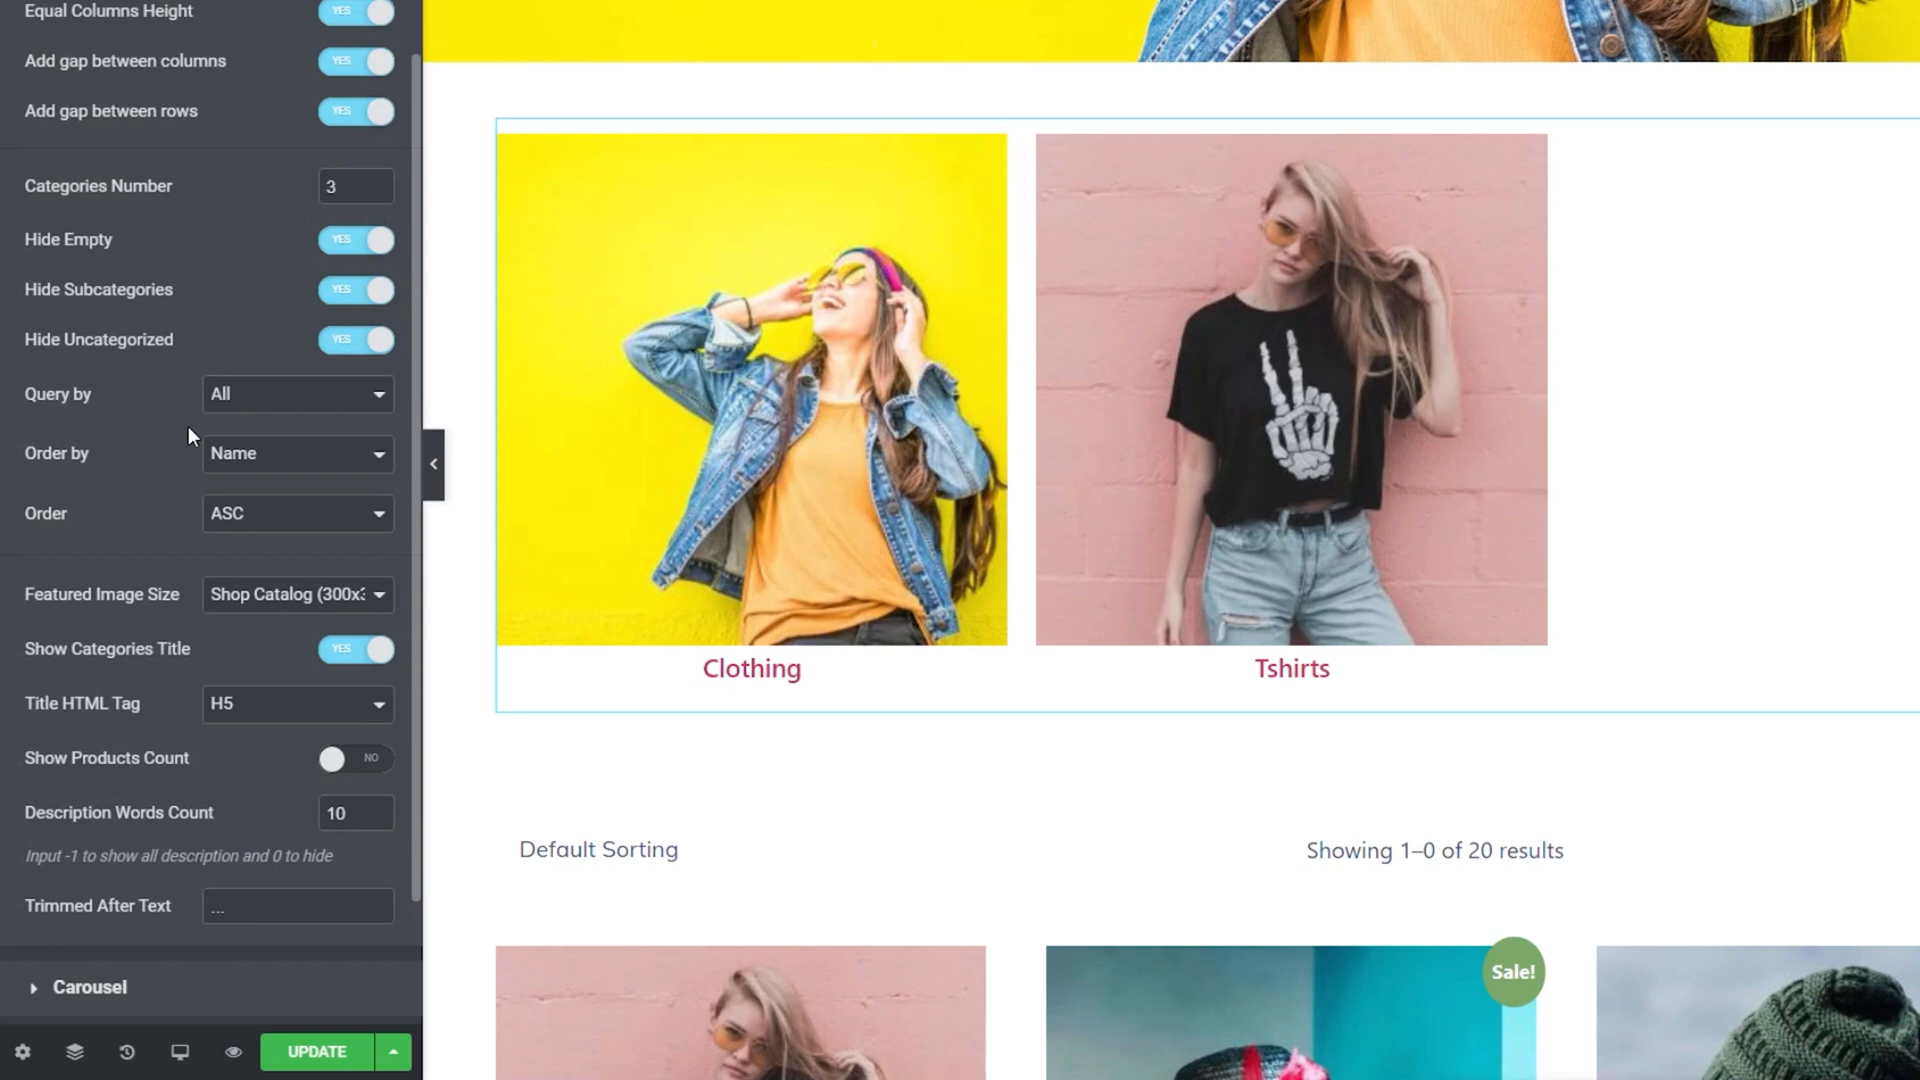 Equal Columns Height YES
Add gap between columns YES
Add gap between rows YES
Categories Number 3
Hide Empty YES
Hide Subcategories YES
Hide Uncategorized YES
Query by All
Order by Name
Order ASC
Featured Image Size Shop Catalog (300x3
Show Categories Title YES
Title HTML Tag H5
Show Products Count NO
Description Words Count 10
Input -1 to show all description and 0 to hide
Trimmed After Text ...
Carousel
UPDATE
Clothing
Tshirts
Default Sorting
Showing 1–0 of 20 results
Sale!